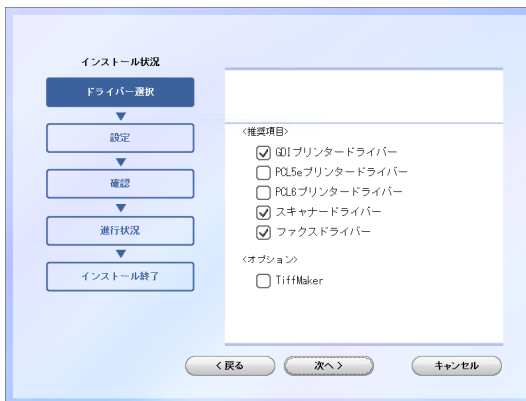 インストール状況
ドライバー選択
設定
確認
進行状況
インストール終了
<推奨項目>
GDIプリンタードライバー
PCL5eプリンタードライバー
PCL6プリンタードライバー
スキャナードライバー
ファクスドライバー
<オプション>
TiffMaker
<戻る
次へ>
キャンセル